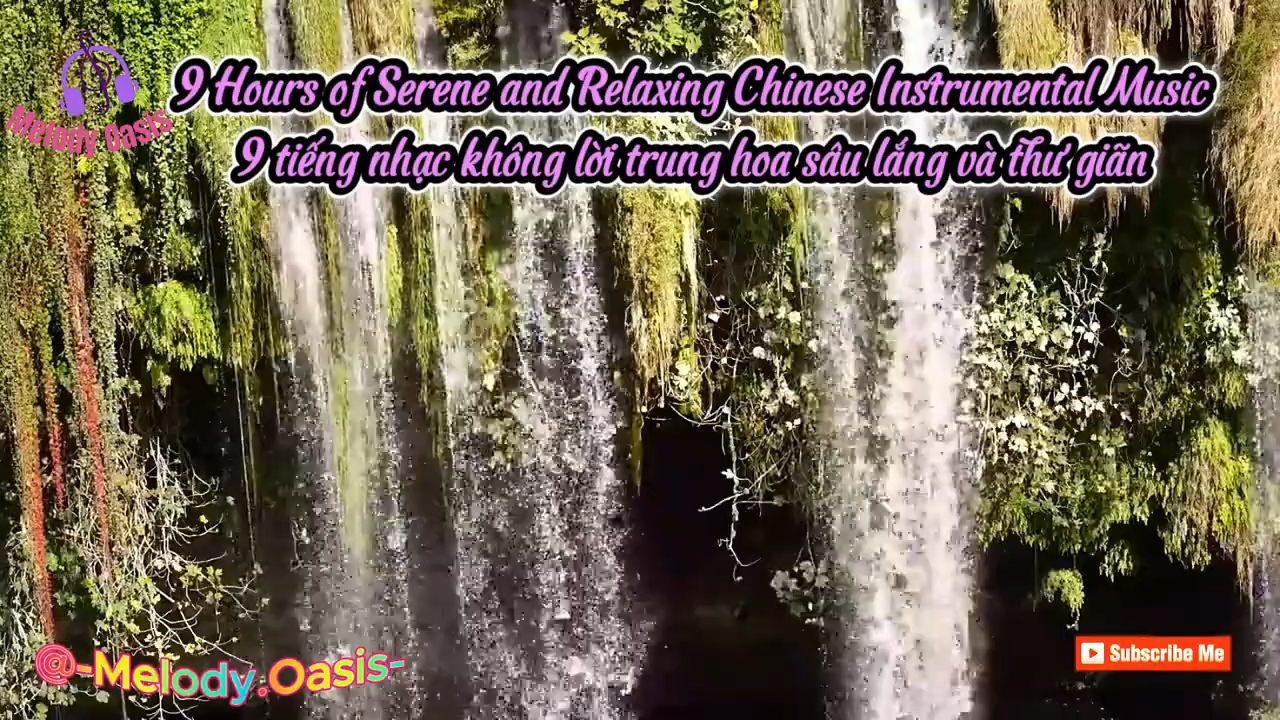 9 Hours of Serene and Relaxing Chinese Instrumental Music
9 tiếng nhạc không lời trung hoa sâu lắng và thư giãn
Melody Oasis
@-Melody.Oasis-
Subscribe Me